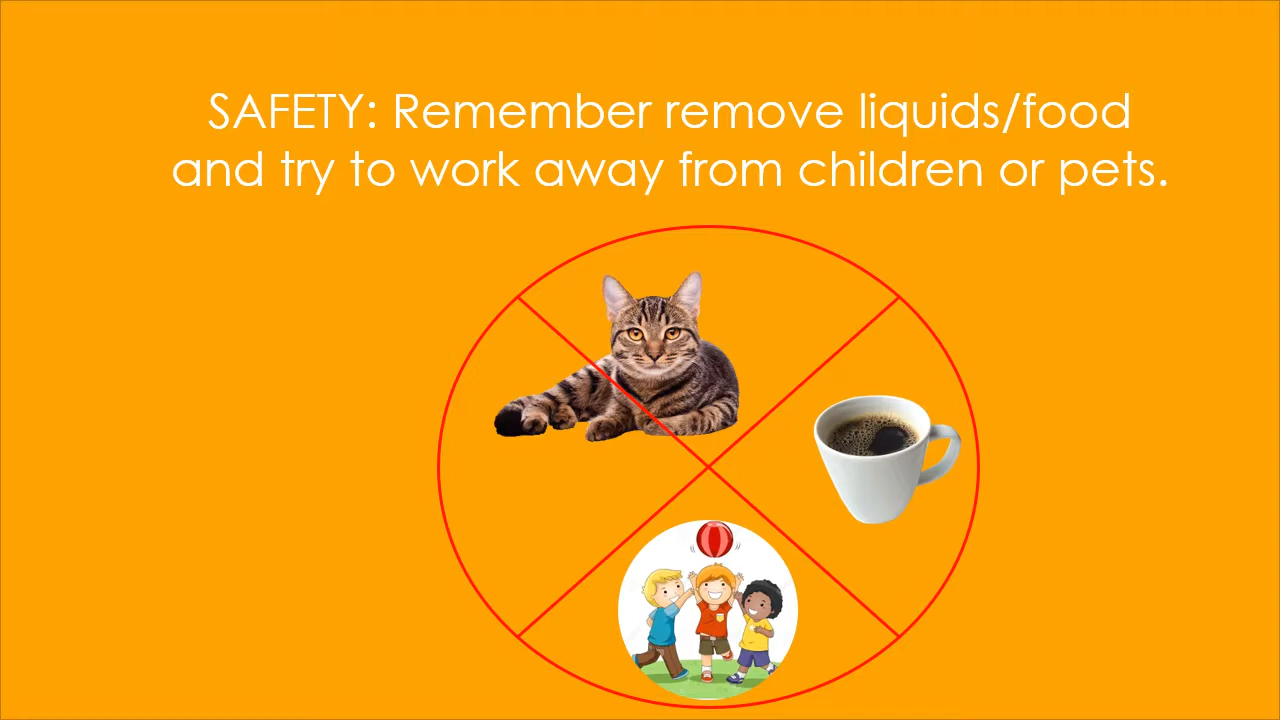 SAFETY: Remember remove liquids/food
and try to work away from children or pets.